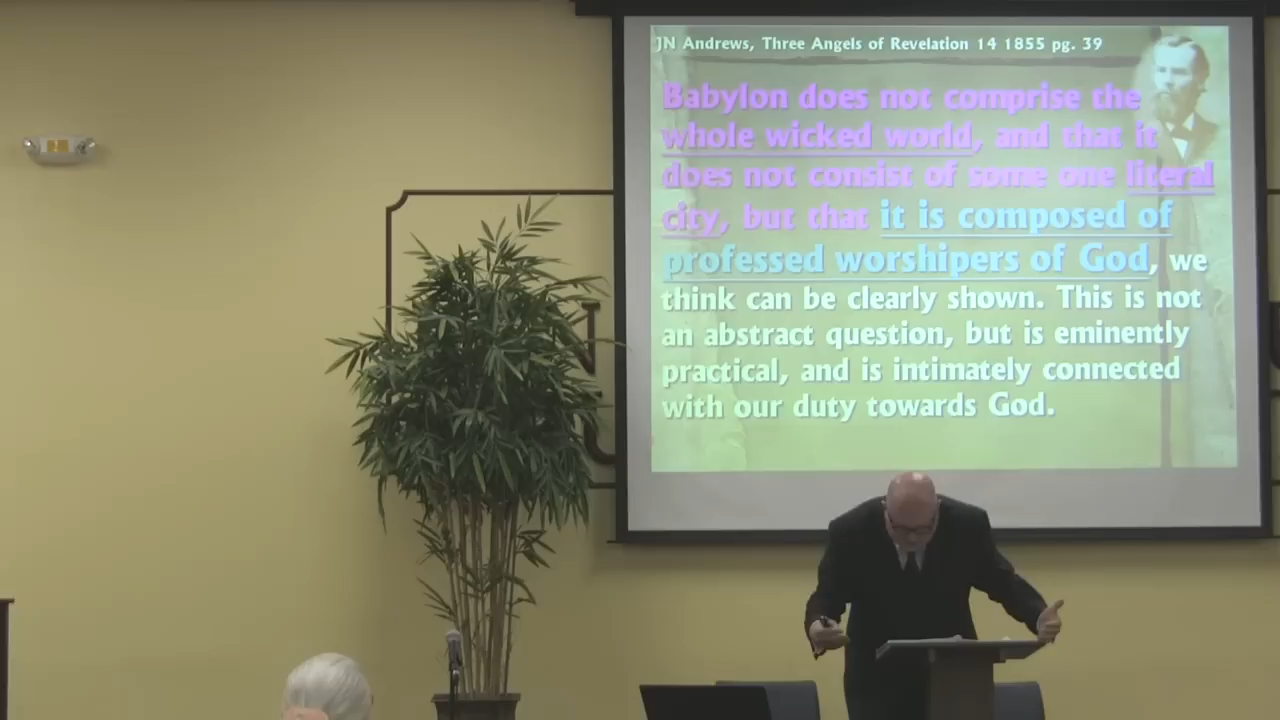 JN Andrews, Three Angels of Revelation 14 1855 pg. 39
Babylon does not comprise the
whole wicked world, and that it
does not consist of some one literal
city, but that it is composed of
professed worshipers of God, we
think can be clearly shown. This is not
an abstract question, but is eminently
practical, and is intimately connected
with our duty towards God.